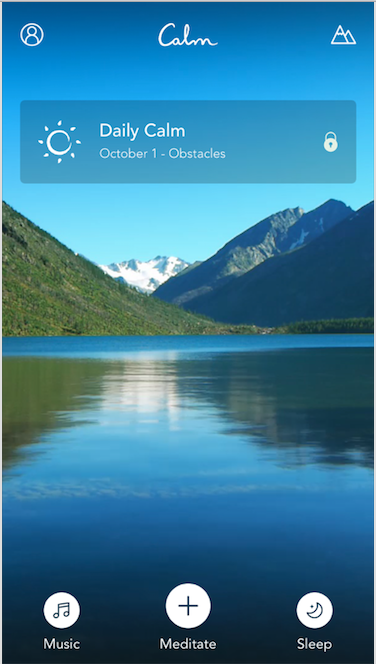 Calm
Daily Calm
October 1 - Obstacles
Music
Meditate
Sleep